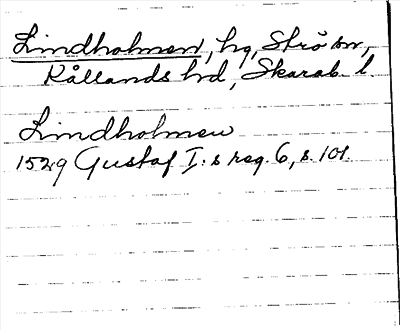 Lindholmen, hg, Strö sn,
Kållands hd, Skarab. l.
Lindholmen
1529 Gustaf I:s reg. 6, s. 101.